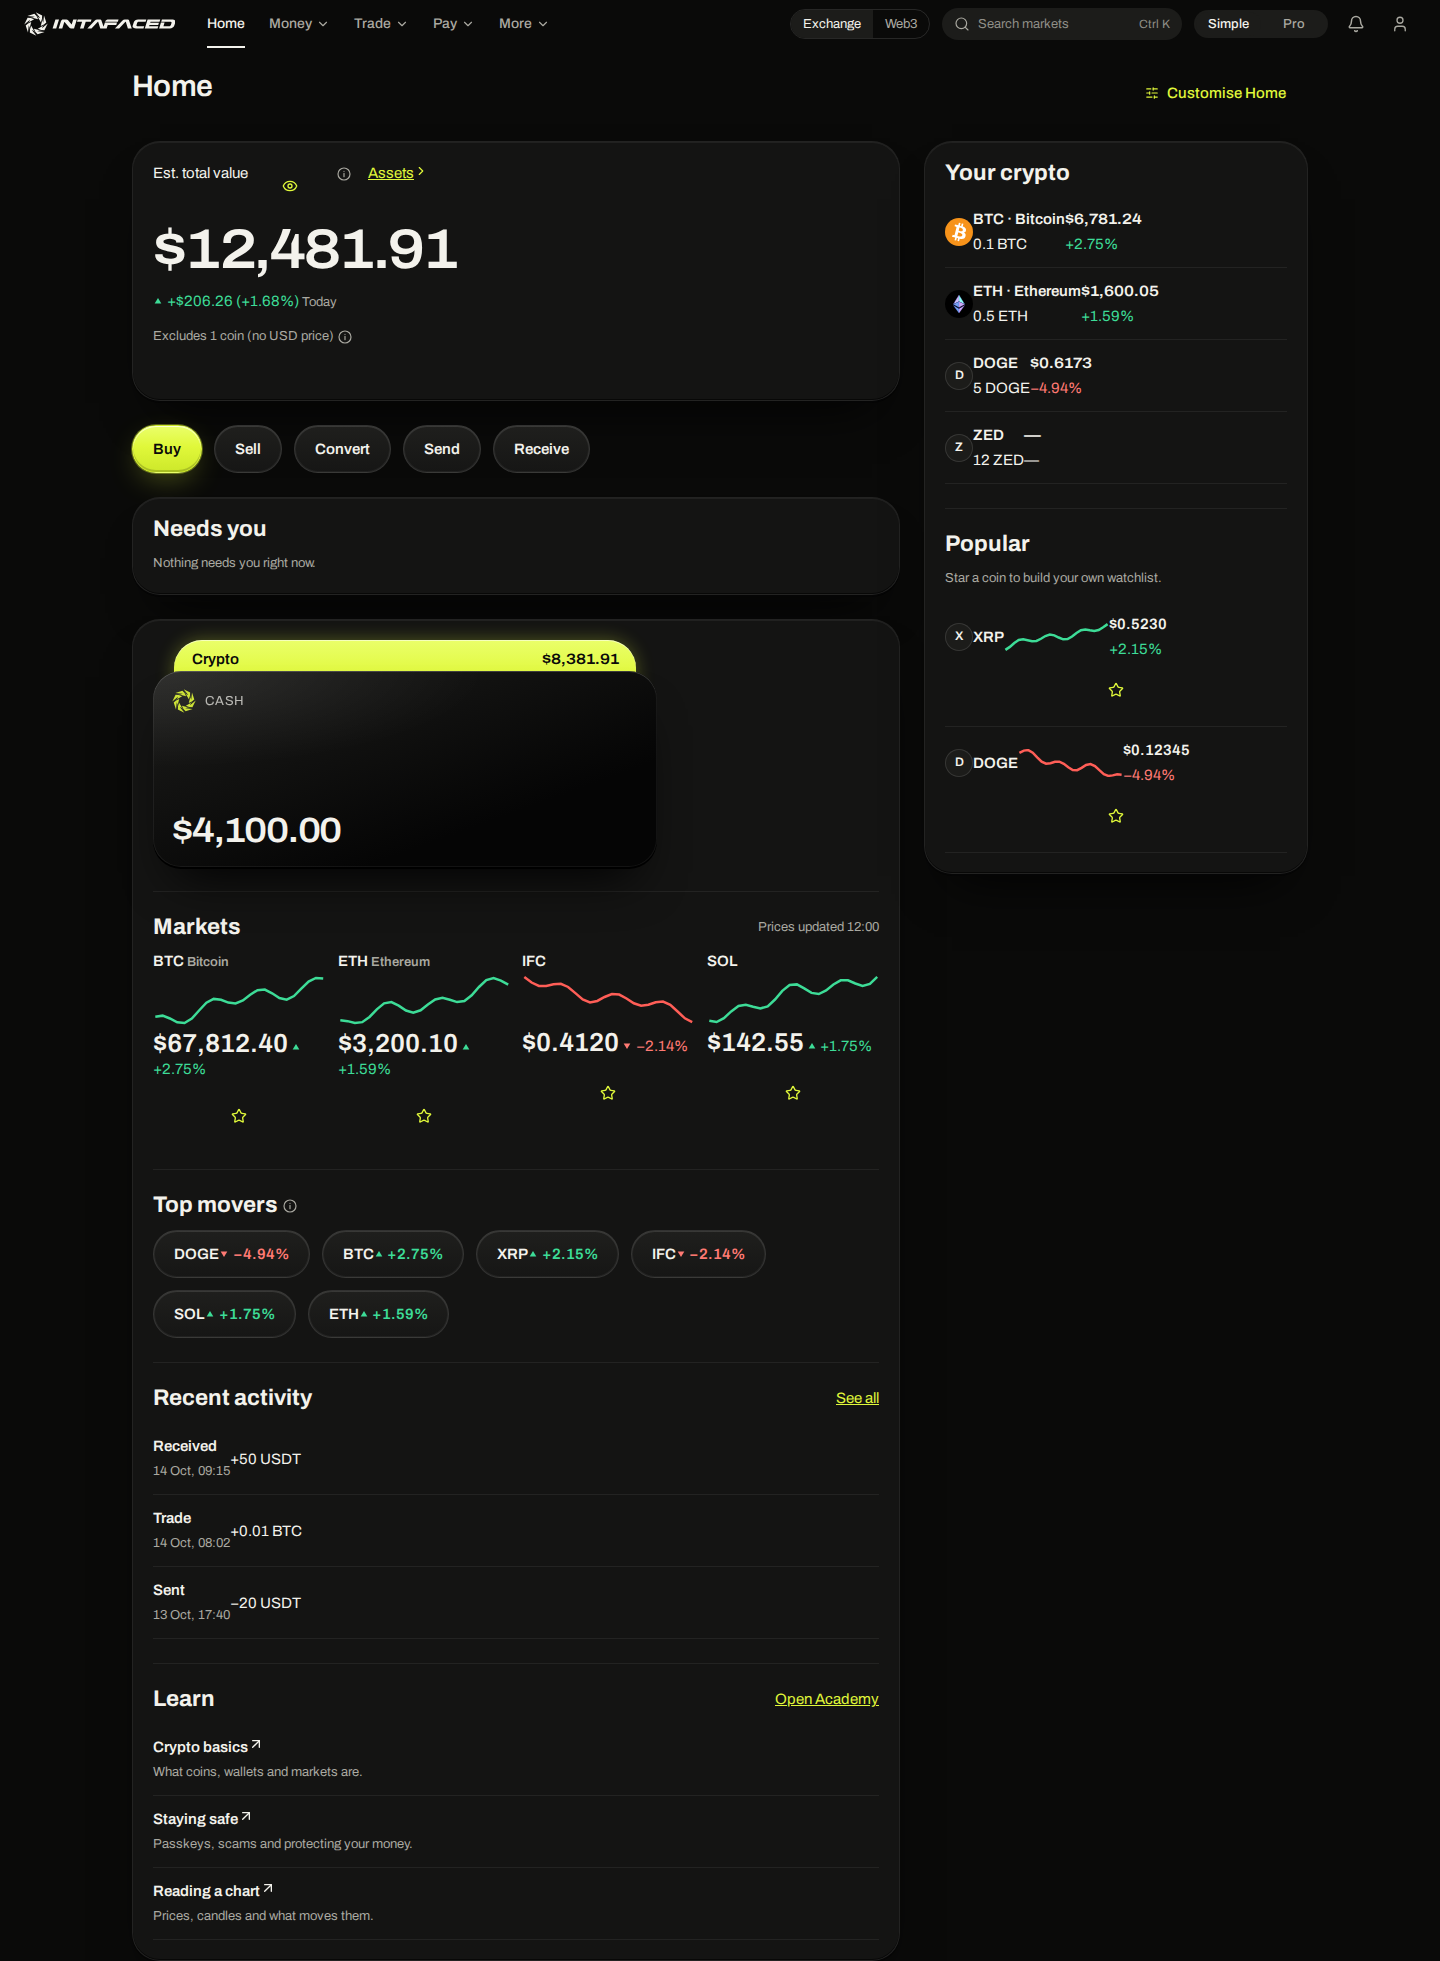 INTAFACED
Home Money Trade Pay More
Exchange Web3 Search markets Ctrl K Simple Pro
Home
Customise Home
Est. total value Assets
$12,481.91
+$206.26 (+1.68%) Today
Excludes 1 coin (no USD price)
Buy Sell Convert Send Receive
Needs you
Nothing needs you right now.
Crypto $8,381.91
CASH
$4,100.00
Markets Prices updated 12:00
BTC Bitcoin ETH Ethereum IFC SOL
$67,812.40 $3,200.10 $0.4120 −2.14% $142.55 +1.75%
+2.75% +1.59%
Top movers
DOGE −4.94% BTC +2.75% XRP +2.15% IFC −2.14%
SOL +1.75% ETH +1.59%
Recent activity See all
Received
14 Oct, 09:15 +50 USDT
Trade
14 Oct, 08:02 +0.01 BTC
Sent
13 Oct, 17:40 −20 USDT
Learn Open Academy
Crypto basics
What coins, wallets and markets are.
Staying safe
Passkeys, scams and protecting your money.
Reading a chart
Prices, candles and what moves them.
Your crypto
BTC · Bitcoin $6,781.24
0.1 BTC +2.75%
ETH · Ethereum $1,600.05
0.5 ETH +1.59%
D DOGE $0.6173
5 DOGE −4.94%
Z ZED —
12 ZED —
Popular
Star a coin to build your own watchlist.
X XRP $0.5230
+2.15%
D DOGE $0.12345
−4.94%